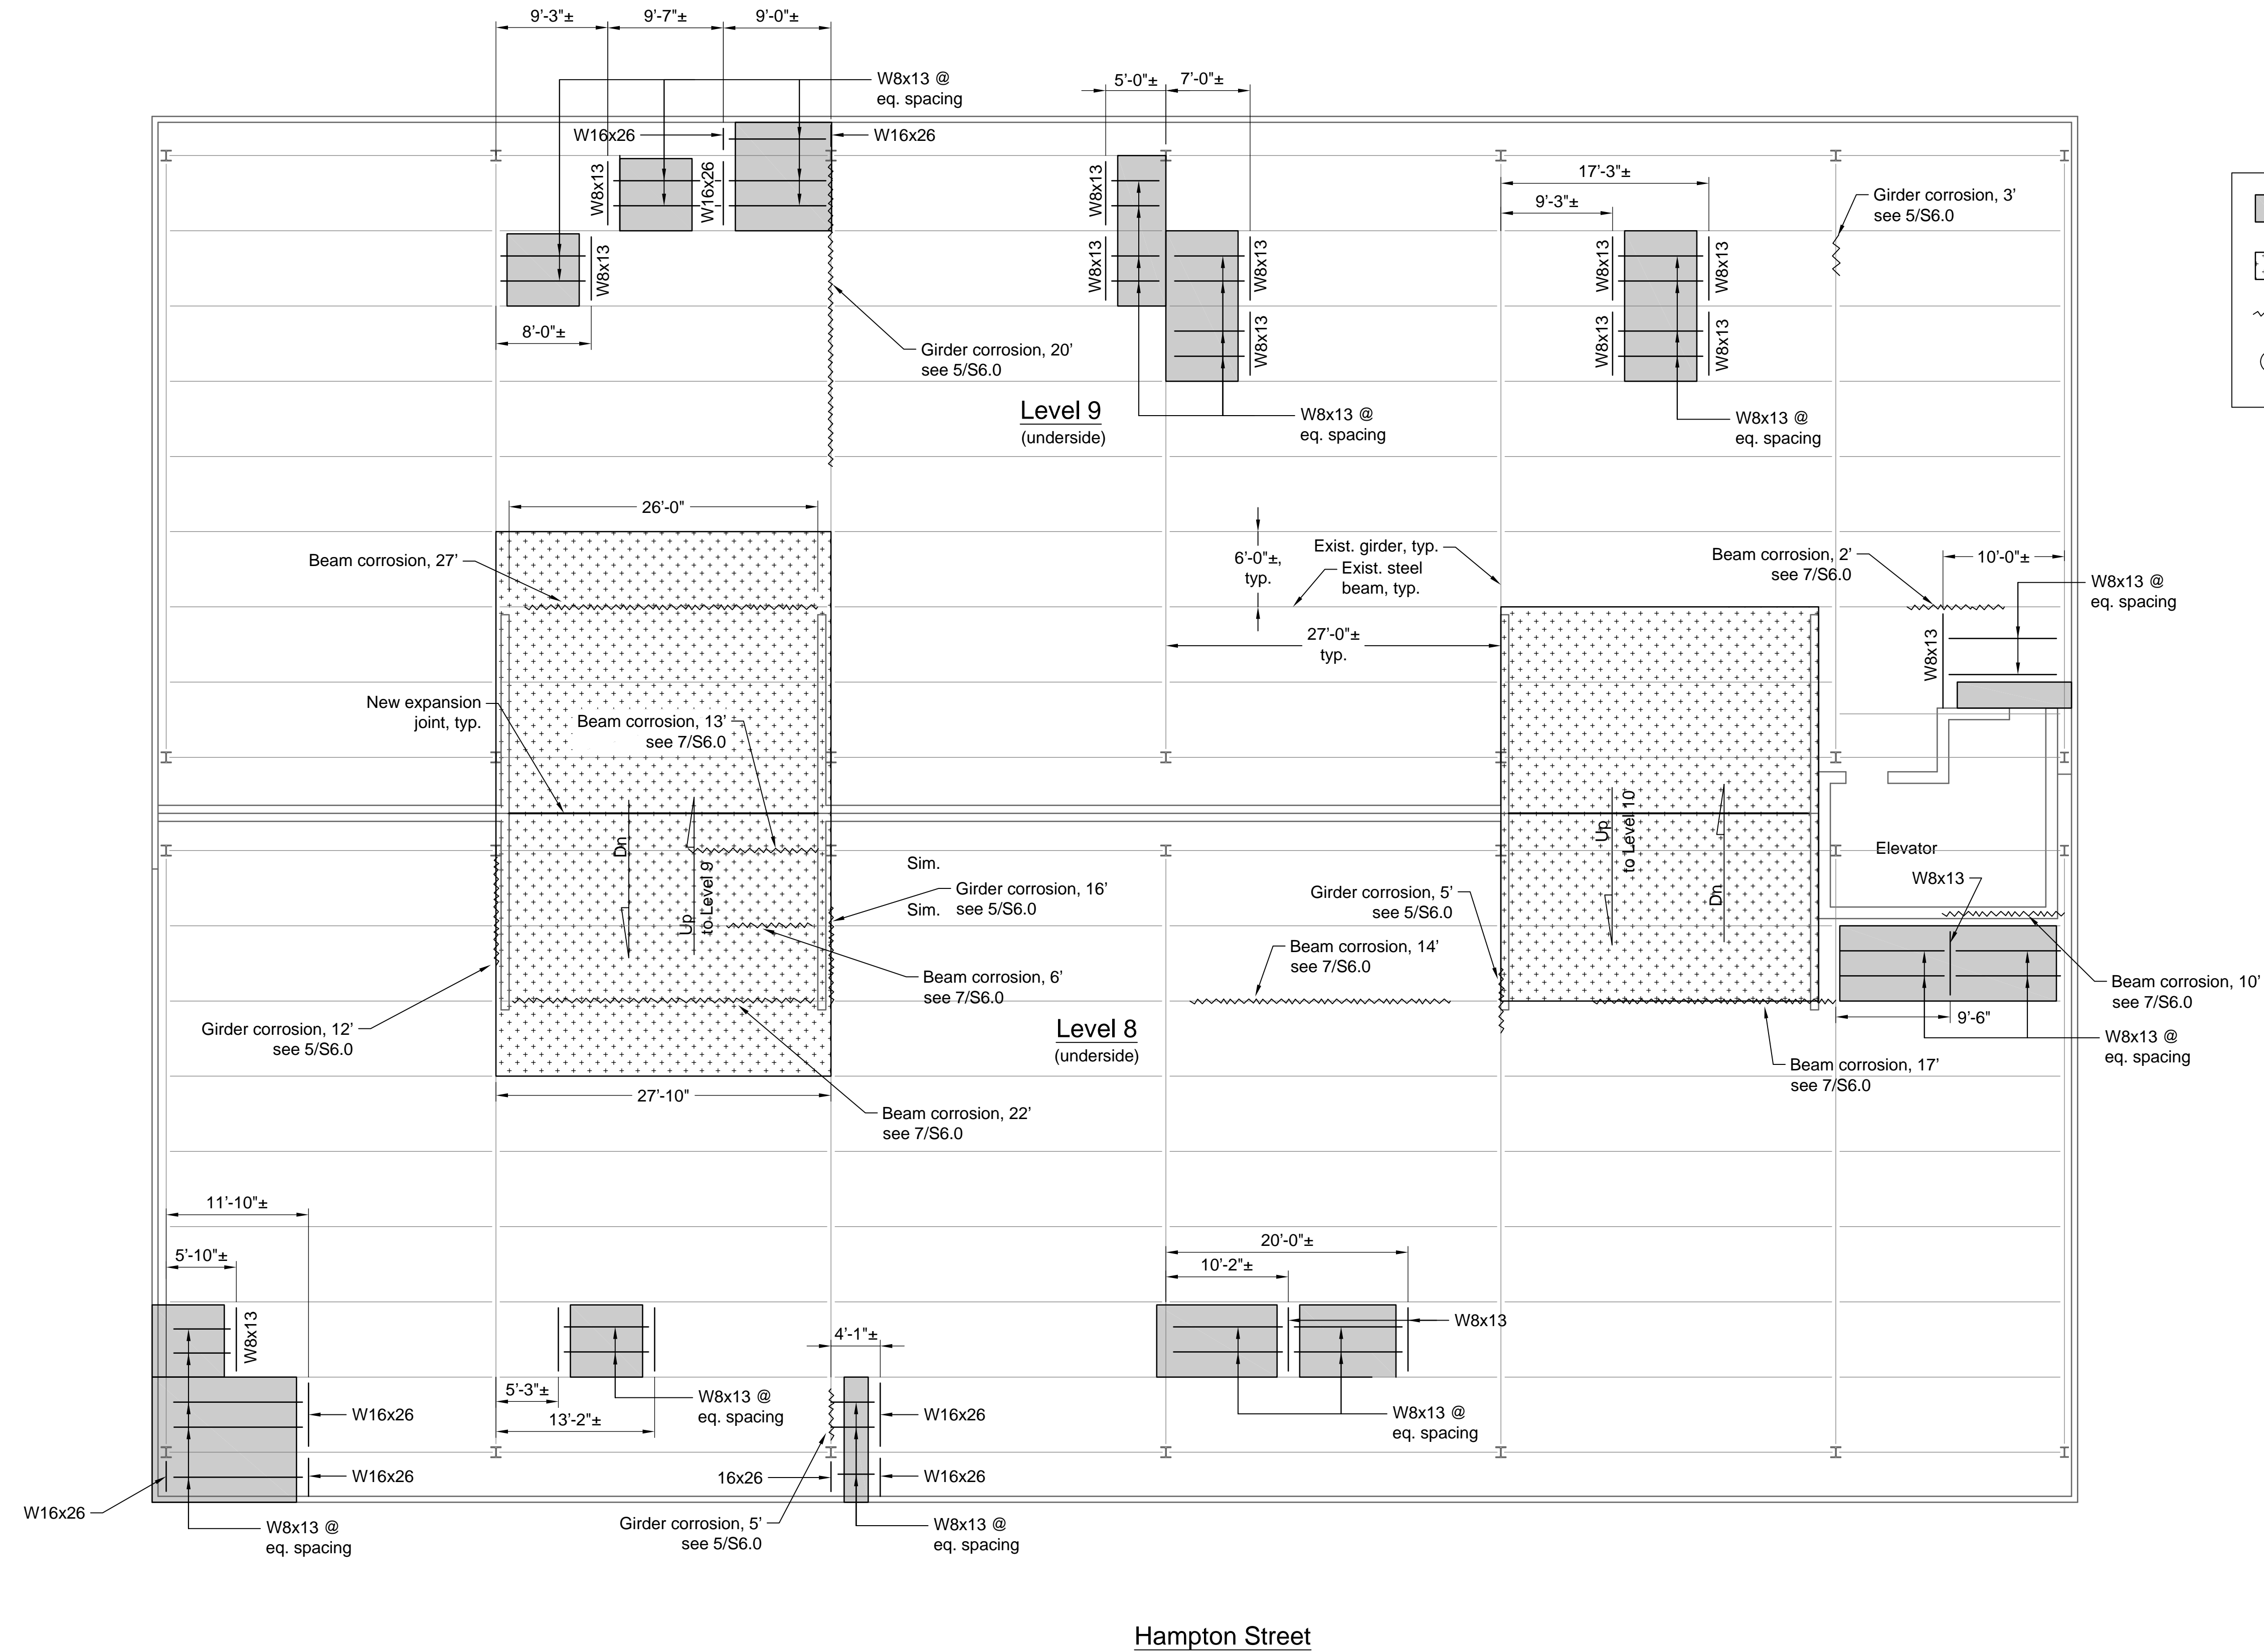 9'-3"±
9'-7"±
9'-0"±
W8x13 @
eq. spacing
5'-0"±
7'-0"±
W16x26
W16x26
W8x13
W16x26
W8x13
8'-0"±
Girder corrosion, 20'
see 5/S6.0
W8x13
W8x13
W8x13
W8x13
W8x13 @
eq. spacing
17'-3"±
9'-3"±
W8x13
W8x13
W8x13
W8x13
W8x13 @
eq. spacing
Girder corrosion, 3'
see 5/S6.0
Level 9
(underside)
26'-0"
Beam corrosion, 27'
6'-0"±,
typ.
Exist. girder, typ.
Exist. steel
beam, typ.
27'-0"±
typ.
Beam corrosion, 2'
see 7/S6.0
10'-0"±
W8x13 @
eq. spacing
W8x13
New expansion
joint, typ.
Beam corrosion, 13'
see 7/S6.0
Dn
Up
to Level 9
Up
to Level 10
Dn
Elevator
W8x13
Sim.
Girder corrosion, 16'
see 5/S6.0
Sim.
Girder corrosion, 5'
see 5/S6.0
Beam corrosion, 14'
see 7/S6.0
Beam corrosion, 6'
see 7/S6.0
Beam corrosion, 10'
see 7/S6.0
9'-6"
W8x13 @
eq. spacing
Girder corrosion, 12'
see 5/S6.0
Level 8
(underside)
Beam corrosion, 17'
see 7/S6.0
27'-10"
Beam corrosion, 22'
see 7/S6.0
11'-10"±
5'-10"±
W8x13
W16x26
W16x26
W16x26
W8x13 @
eq. spacing
5'-3"±
13'-2"±
W8x13 @
eq. spacing
4'-1"±
W16x26
16x26
W16x26
Girder corrosion, 5'
see 5/S6.0
W8x13 @
eq. spacing
20'-0"±
10'-2"±
W8x13
W8x13 @
eq. spacing
Hampton Street